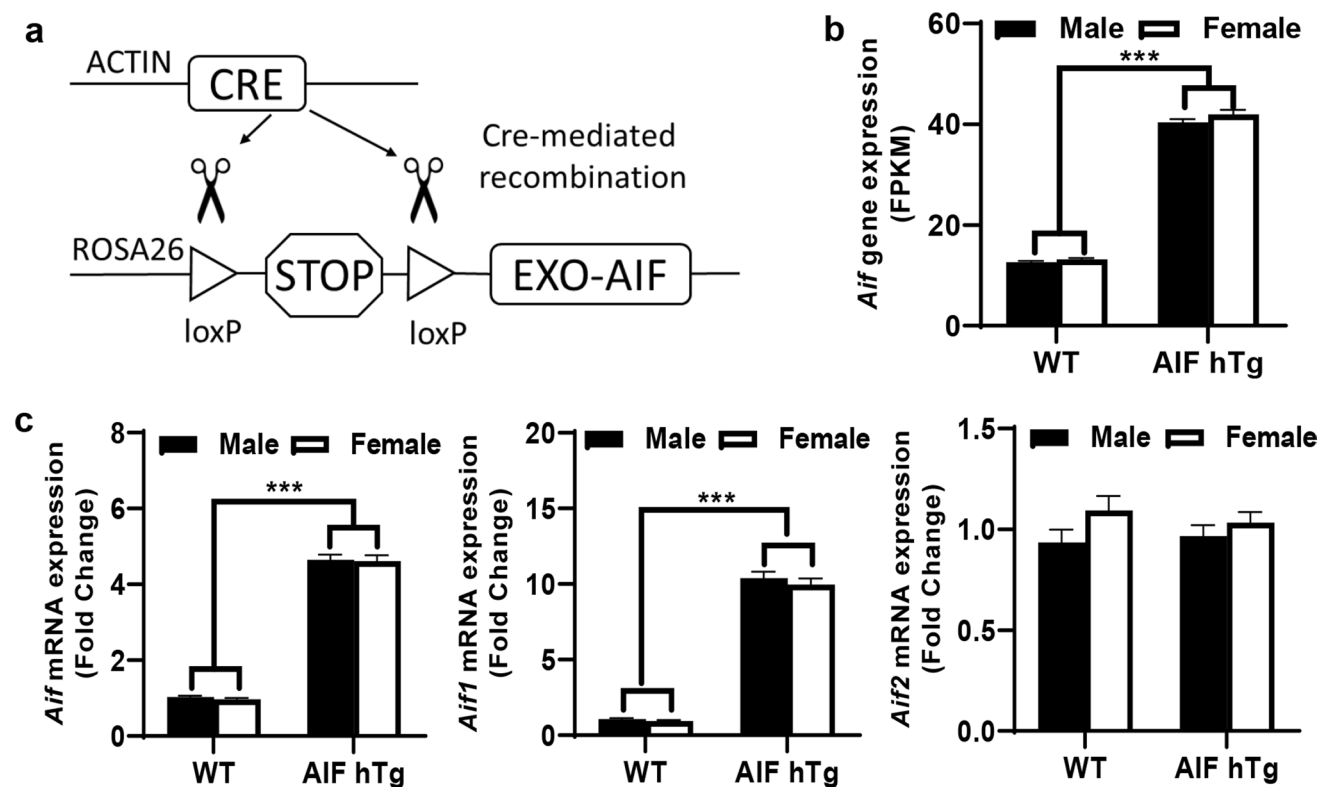 a
ACTIN
CRE
Cre-mediated
recombination
ROSA26
STOP
EXO-AIF
loxP
loxP
b
Male
Female
Aif gene expression
(FPKM)
60
40
20
0
***
WT
AIF hTg
c
Male
Female
Aif mRNA expression
(Fold Change)
8
6
4
2
0
***
WT
AIF hTg
Male
Female
Aif1 mRNA expression
(Fold Change)
20
15
10
5
0
***
WT
AIF hTg
Male
Female
Aif2 mRNA expression
(Fold Change)
1.5
1.0
0.5
0.0
WT
AIF hTg